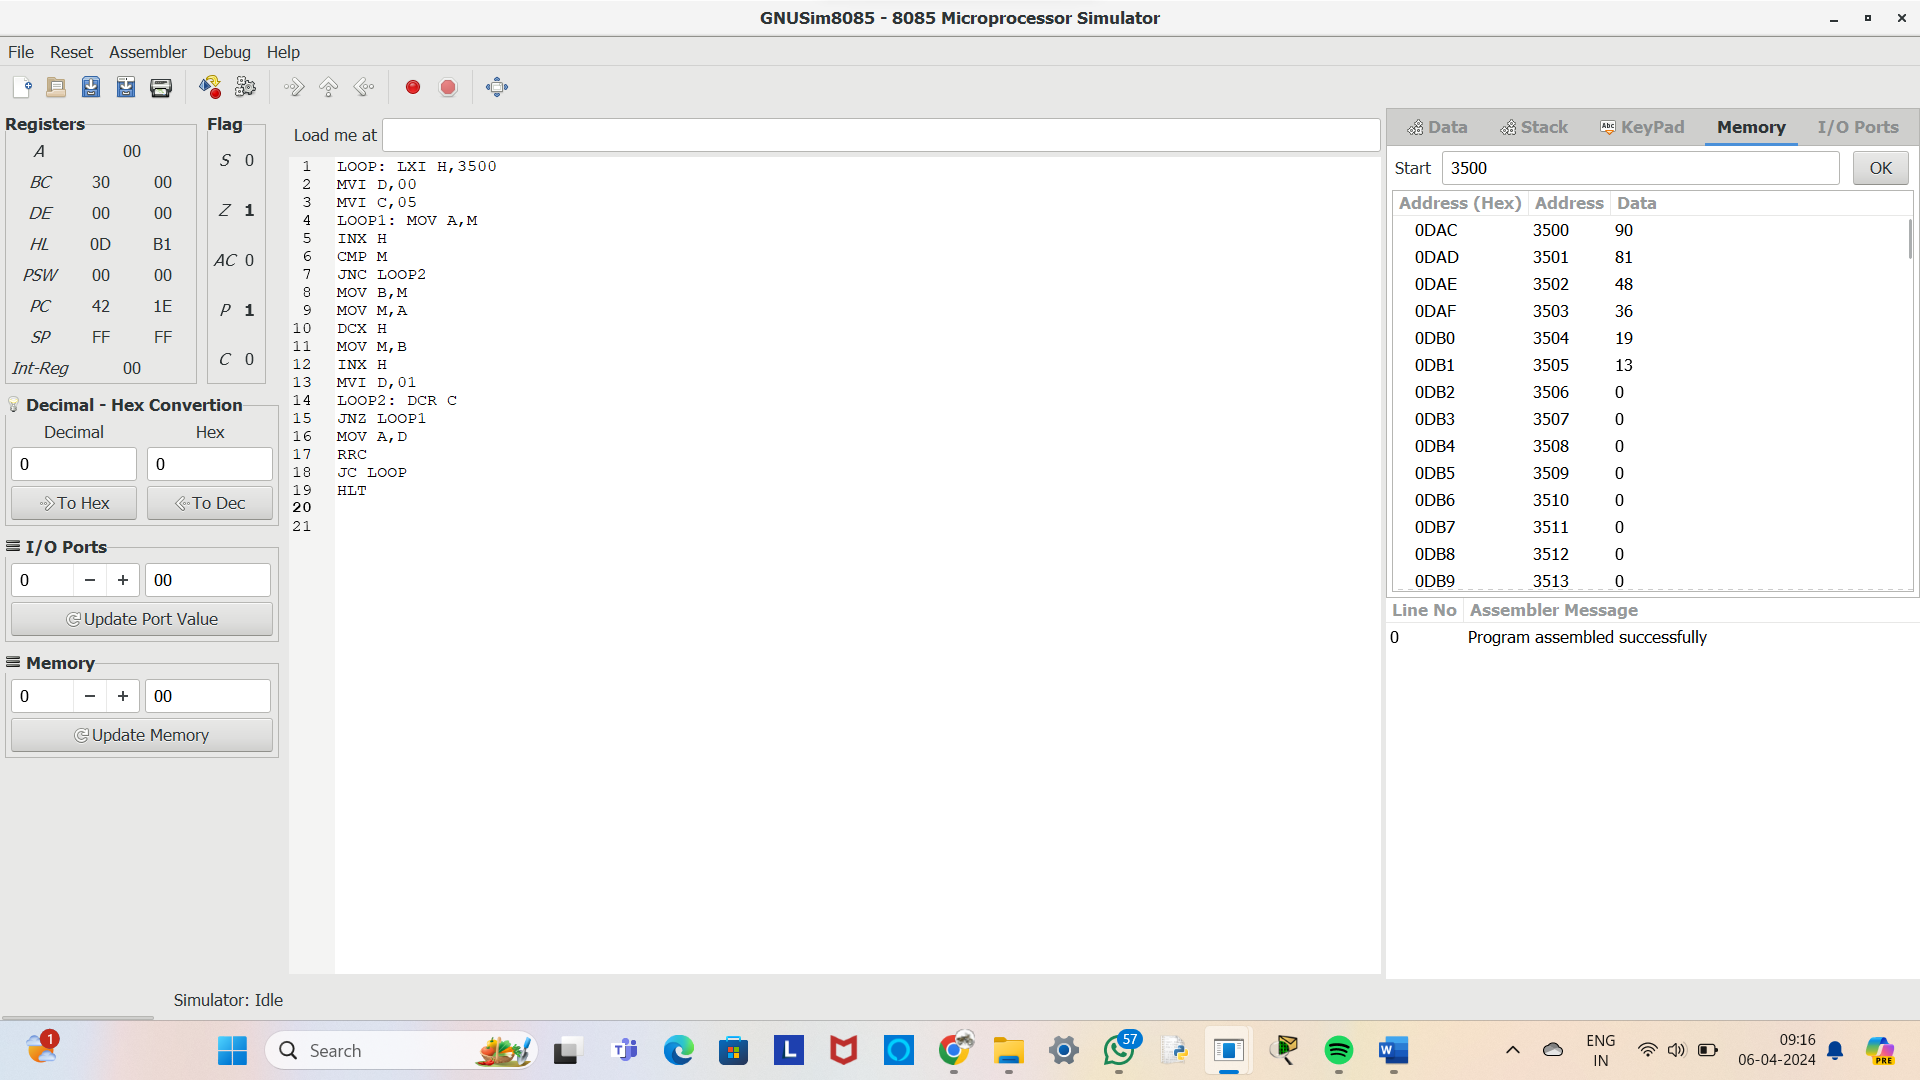 GNUSim8085 - 8085 Microprocessor Simulator
File Reset Assembler Debug Help
Registers
A 00
BC 30 00
DE 00 00
HL 0D B1
PSW 00 00
PC 42 1E
SP FF FF
Int-Reg 00
Flag
S 0
Z 1
AC 0
P 1
C 0
Decimal - Hex Convertion
Decimal Hex
0 0
To Hex To Dec
I/O Ports
0 − + 00
Update Port Value
Memory
0 − + 00
Update Memory
Load me at
1 LOOP: LXI H,3500
2 MVI D,00
3 MVI C,05
4 LOOP1: MOV A,M
5 INX H
6 CMP M
7 JNC LOOP2
8 MOV B,M
9 MOV M,A
10 DCX H
11 MOV M,B
12 INX H
13 MVI D,01
14 LOOP2: DCR C
15 JNZ LOOP1
16 MOV A,D
17 RRC
18 JC LOOP
19 HLT
20
21
Data Stack Abc KeyPad Memory I/O Ports
Start 3500 OK
Address (Hex) Address Data
0DAC 3500 90
0DAD 3501 81
0DAE 3502 48
0DAF 3503 36
0DB0 3504 19
0DB1 3505 13
0DB2 3506 0
0DB3 3507 0
0DB4 3508 0
0DB5 3509 0
0DB6 3510 0
0DB7 3511 0
0DB8 3512 0
0DB9 3513 0
Line No Assembler Message
0 Program assembled successfully
Simulator: Idle
1
Search
L
57
W
ENG
IN
09:16
06-04-2024
PRE